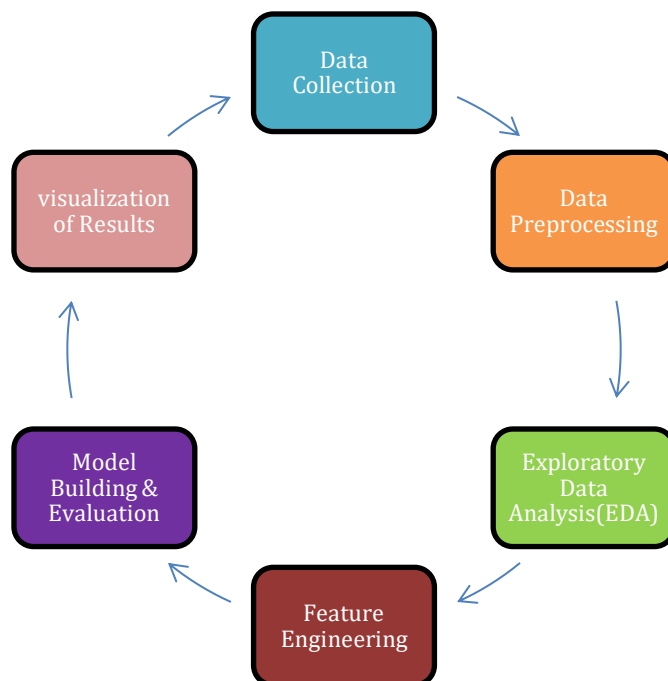 Data
Collection
Data
Preprocessing
Exploratory
Data
Analysis(EDA)
Feature
Engineering
Model
Building &
Evaluation
visualization
of Results